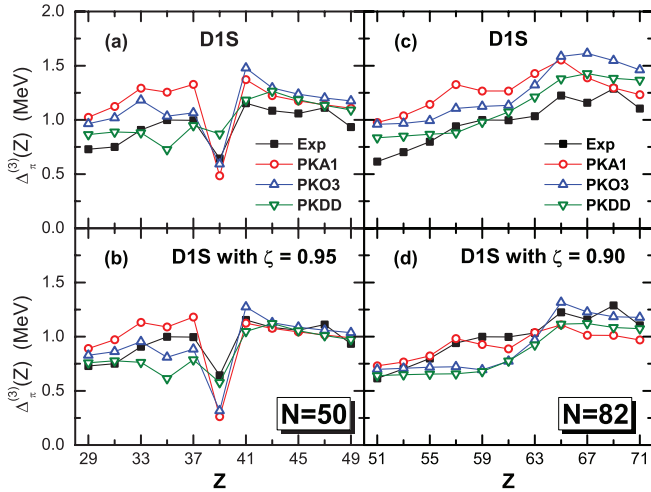 2.0
1.5
1.0
0.5
0.0
Δπ(3)(Z) (MeV)
(a) D1S
Exp
PKA1
PKO3
PKDD
(c) D1S
Exp
PKA1
PKO3
PKDD
1.5
1.0
0.5
0.0
Δπ(3)(Z) (MeV)
(b) D1S with ζ = 0.95
N=50
(d) D1S with ζ = 0.90
N=82
29 33 37 41 45 49
51 55 59 63 67 71
Z Z